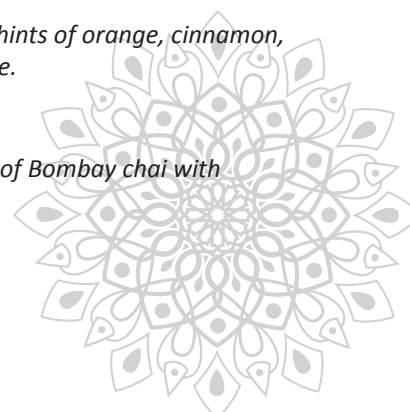 hints of orange, cinnamon,
e.
of Bombay chai with